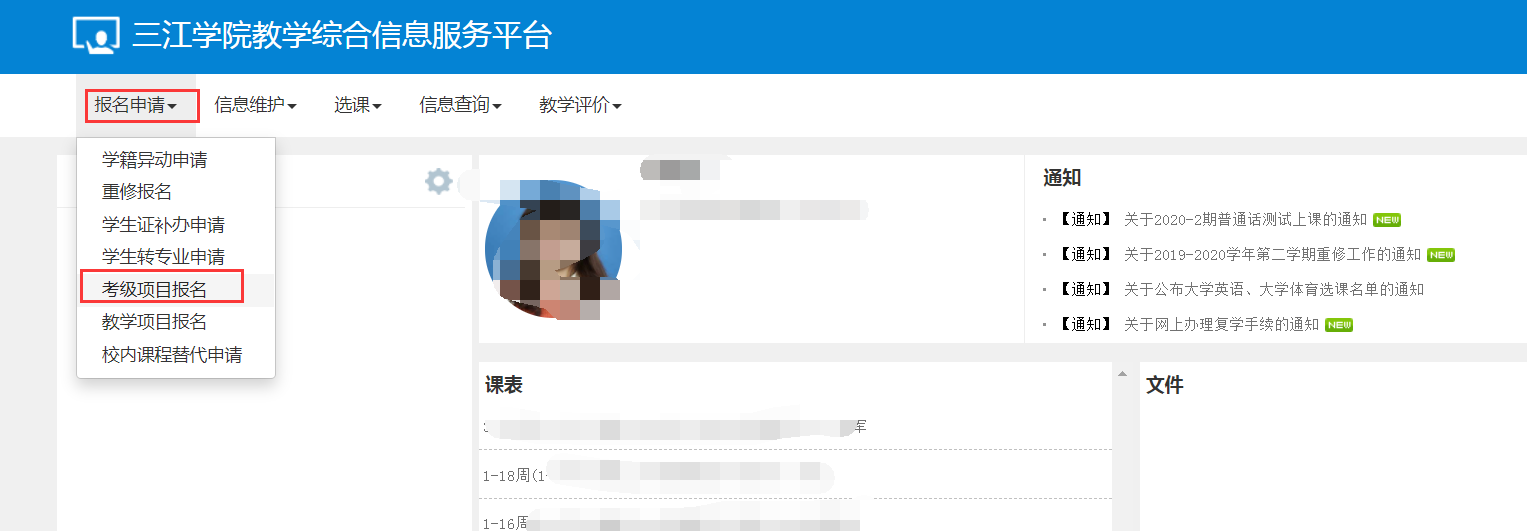 三江学院教学综合信息服务平台
报名申请 信息维护 选课 信息查询 教学评价
学籍异动申请
重修报名
学生证补办申请
学生转专业申请
考级项目报名
教学项目报名
校内课程替代申请
通知
【通知】 关于2020-2期普通话测试上课的通知 NEW
【通知】 关于2019-2020学年第二学期重修工作的通知 NEW
【通知】 关于公布大学英语、大学体育选课名单的通知
【通知】 关于网上办理复学手续的通知 NEW
课表
军
1-18周(1-
1-16周
文件